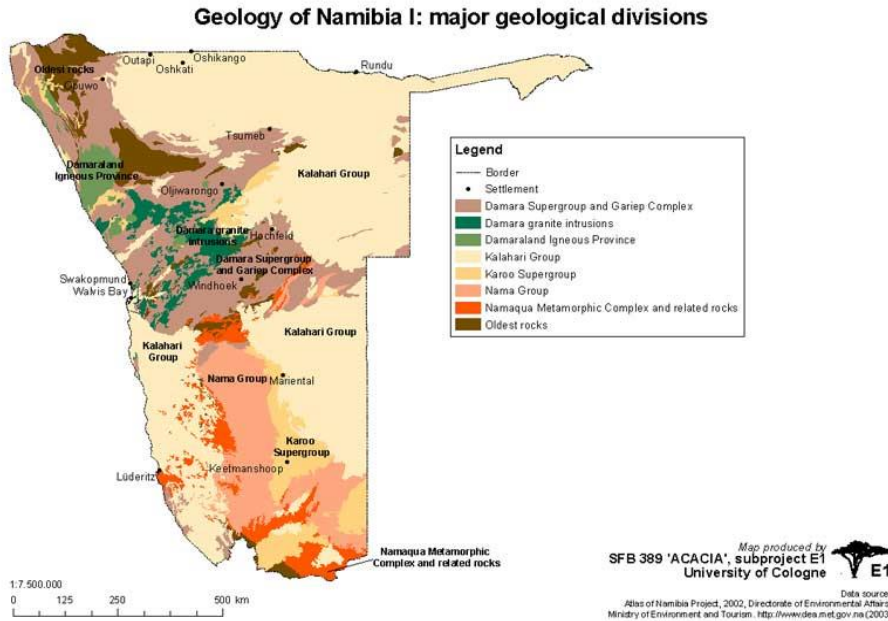 Geology of Namibia I: major geological divisions
Oshikango
Outapi
Oshkati
Rundu
Oldest rocks
Opuwo
Tsumeb
Damaraland
Igneous Province
Kalahari Group
Otjiwarongo
Damara granite
intrusions
Hochfeld
Damara Supergroup
and Gariep Complex
Swakopmund
Walvis Bay
Windhoek
Kalahari
Group
Kalahari Group
Nama Group
Mariental
Karoo
Supergroup
Keetmanshoop
Lüderitz
Namaqua Metamorphic
Complex and related rocks
Legend
Border
Settlement
Damara Supergroup and Gariep Complex
Damara granite intrusions
Damaraland Igneous Province
Kalahari Group
Karoo Supergroup
Nama Group
Namaqua Metamorphic Complex and related rocks
Oldest rocks
1:7.500.000
0 125 250 500 km
Map produced by
SFB 389 'ACACIA', subproject E1
University of Cologne
E1
Data source:
Atlas of Namibia Project, 2002, Directorate of Environmental Affairs,
Ministry of Environment and Tourism. http://www.dea.met.gov.na (2003)